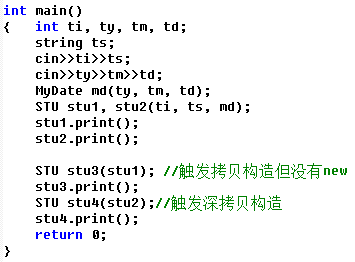 int main()
{   int ti, ty, tm, td;
    string ts;
    cin>>ti>>ts;
    cin>>ty>>tm>>td;
    MyDate md(ty, tm, td);
    STU stu1, stu2(ti, ts, md);
    stu1.print();
    stu2.print();

    STU stu3(stu1); //触发拷贝构造但没有new
    stu3.print();
    STU stu4(stu2);//触发深拷贝构造
    stu4.print();
    return 0;
}